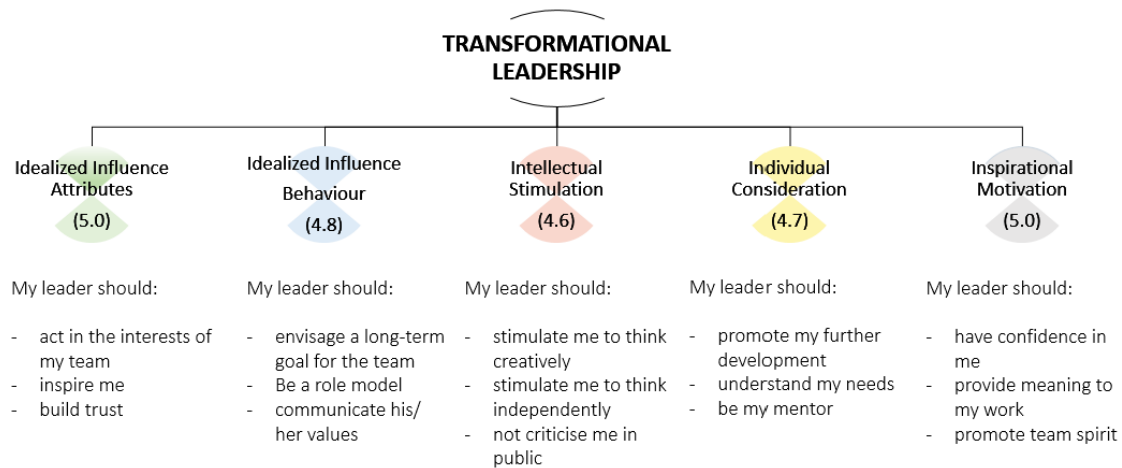 TRANSFORMATIONAL
LEADERSHIP
Idealized Influence
Attributes
(5.0)
Idealized Influence
Behaviour
(4.8)
Intellectual
Stimulation
(4.6)
Individual
Consideration
(4.7)
Inspirational
Motivation
(5.0)
My leader should:
- act in the interests of
my team
- inspire me
- build trust
My leader should:
- envisage a long-term
goal for the team
- Be a role model
- communicate his/
her values
My leader should:
- stimulate me to think
creatively
- stimulate me to think
independently
- not criticise me in
public
My leader should:
- promote my further
development
- understand my needs
- be my mentor
My leader should:
- have confidence in
me
- provide meaning to
my work
- promote team spirit